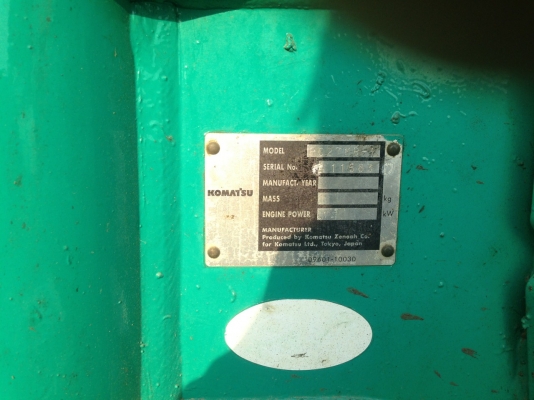 MODEL
SERIAL No.
KOMATSU
MANUFACT. YEAR
MASS kg
ENGINE POWER kW
MANUFACTURER
Produced by Komatsu Zenoah Co.
for Komatsu Ltd., Tokyo, Japan